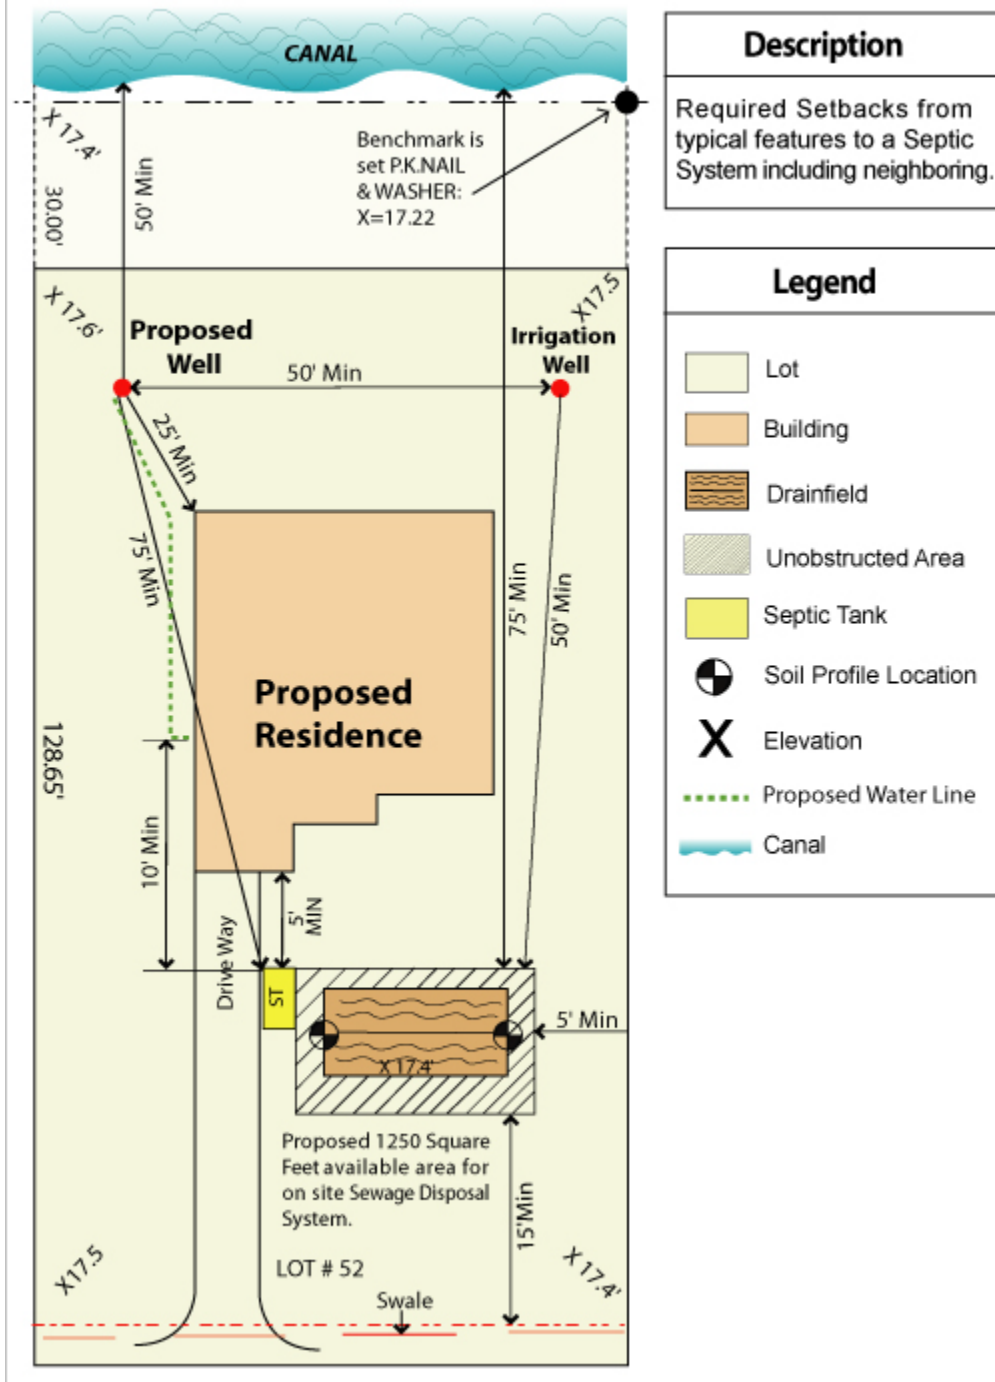 CANAL
X 17.4'
30.00'
50' Min
Benchmark is
set P.K.NAIL
& WASHER:
X=17.22
X 17.6'
X17.5
Proposed
Well
Irrigation
Well
50' Min
25' Min
75' Min
75' Min
50' Min
Proposed
Residence
128.65'
10' Min
5'
MIN
Drive Way
ST
5' Min
X 17.4'
Proposed 1250 Square
Feet available area for
on site Sewage Disposal
System.
15'Min
LOT # 52
X17.5
X 17.4'
Swale
Description
Required Setbacks from
typical features to a Septic
System including neighboring.
Legend
Lot
Building
Drainfield
Unobstructed Area
Septic Tank
Soil Profile Location
X Elevation
Proposed Water Line
Canal